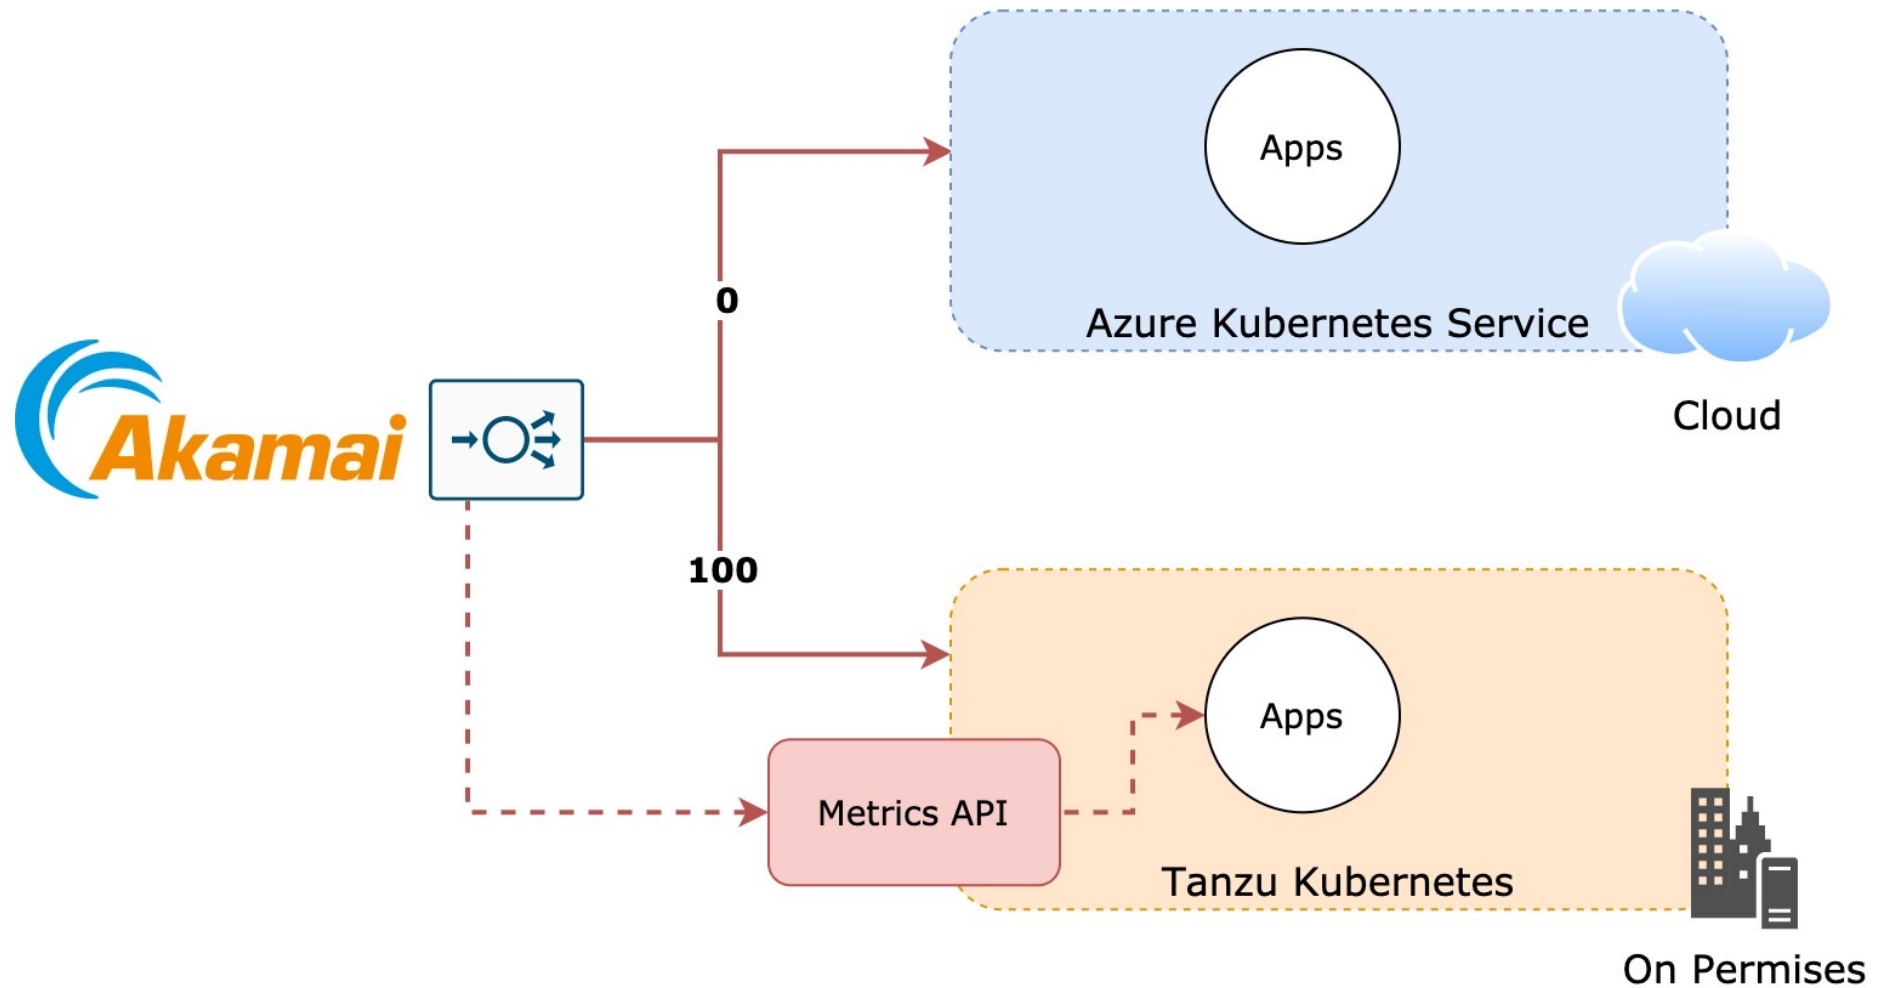 Apps
Azure Kubernetes Service
Cloud
0
Akamai
100
Apps
Metrics API
Tanzu Kubernetes
On Permises